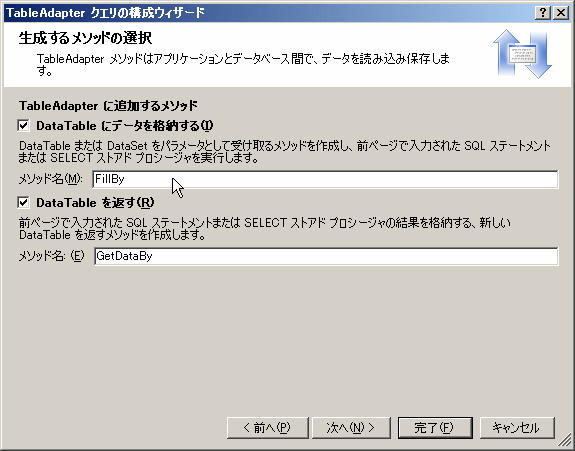 TableAdapter クエリの構成ウィザード
生成するメソッドの選択
TableAdapter メソッドはアプリケーションとデータベース間で、データを読み込み保存しま
す。
TableAdapter に追加するメソッド
DataTable にデータを格納する(I)
DataTable または DataSet をパラメータとして受け取るメソッドを作成し、前ページで入力された SQL ステートメント
または SELECT ストアド プロシージャを実行します。
メソッド名(M): FillBy
DataTable を返す(R)
前ページで入力された SQL ステートメントまたは SELECT ストアド プロシージャの結果を格納する、新しい
DataTable を返すメソッドを作成します。
メソッド名: (E) GetDataBy
< 前へ(P) 次へ(N) > 完了(F) キャンセル